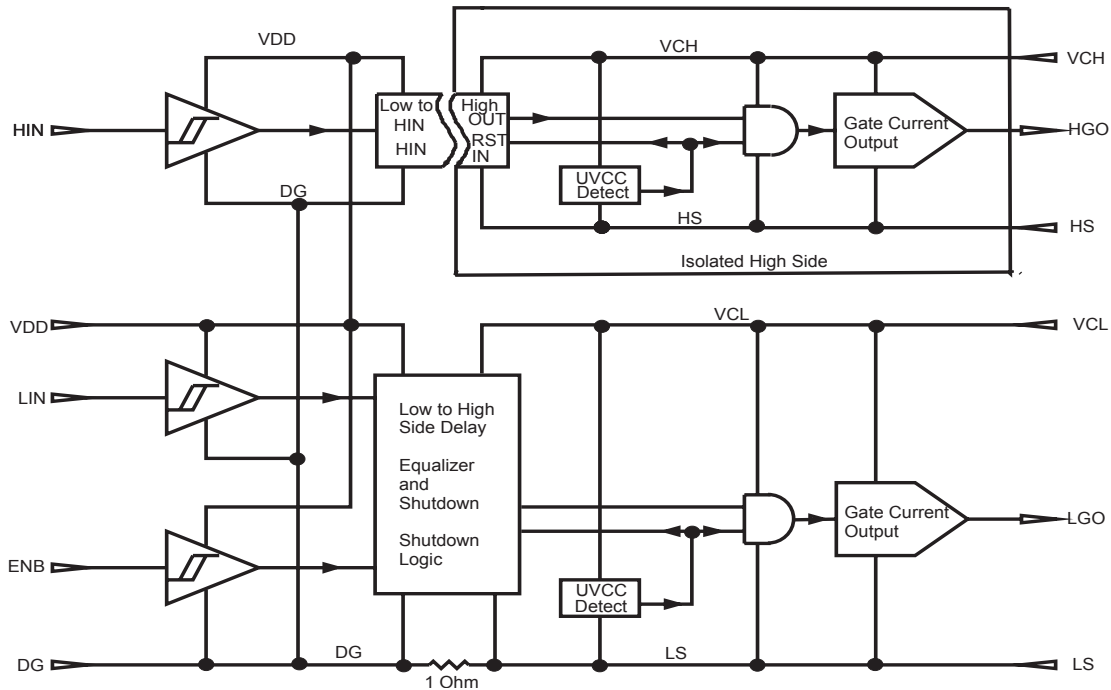 VDD
VCH
VCH
HIN
Low to
HIN
HIN
High
OUT
RST
IN
Gate Current
Output
HGO
UVCC
Detect
DG
HS
HS
Isolated High Side
VDD
VCL
VCL
LIN
Low to High
Side Delay
Equalizer
and
Shutdown
Shutdown
Logic
Gate Current
Output
LGO
ENB
UVCC
Detect
DG
DG
1 Ohm
LS
LS